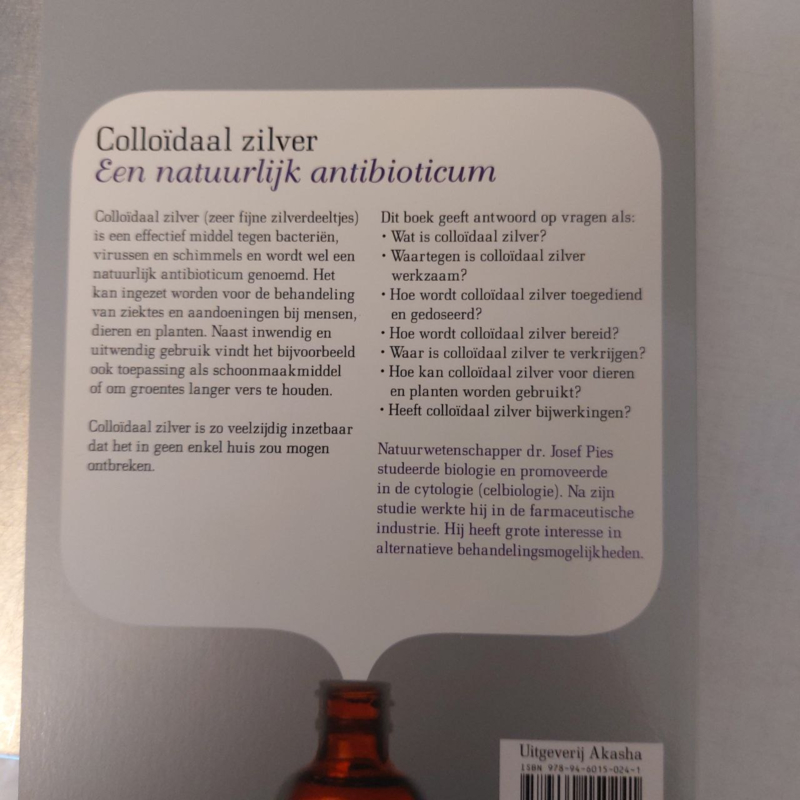 Colloïdaal zilver
Een natuurlijk antibioticum
Colloïdaal zilver (zeer fijne zilverdeeltjes)
is een effectief middel tegen bacteriën,
virussen en schimmels en wordt wel een
natuurlijk antibioticum genoemd. Het
kan ingezet worden voor de behandeling
van ziektes en aandoeningen bij mensen,
dieren en planten. Naast inwendig en
uitwendig gebruik vindt het bijvoorbeeld
ook toepassing als schoonmaakmiddel
of om groentes langer vers te houden.
Colloïdaal zilver is zo veelzijdig inzetbaar
dat het in geen enkel huis zou mogen
ontbreken.
Dit boek geeft antwoord op vragen als:
• Wat is colloïdaal zilver?
• Waartegen is colloïdaal zilver
werkzaam?
• Hoe wordt colloïdaal zilver toegediend
en gedoseerd?
• Hoe wordt colloïdaal zilver bereid?
• Waar is colloïdaal zilver te verkrijgen?
• Hoe kan colloïdaal zilver voor dieren
en planten worden gebruikt?
• Heeft colloïdaal zilver bijwerkingen?
Natuurwetenschapper dr. Josef Pies
studeerde biologie en promoveerde
in de cytologie (celbiologie). Na zijn
studie werkte hij in de farmaceutische
industrie. Hij heeft grote interesse in
alternatieve behandelingsmogelijkheden.
Uitgeverij Akasha
ISBN 978-94-6015-024-1